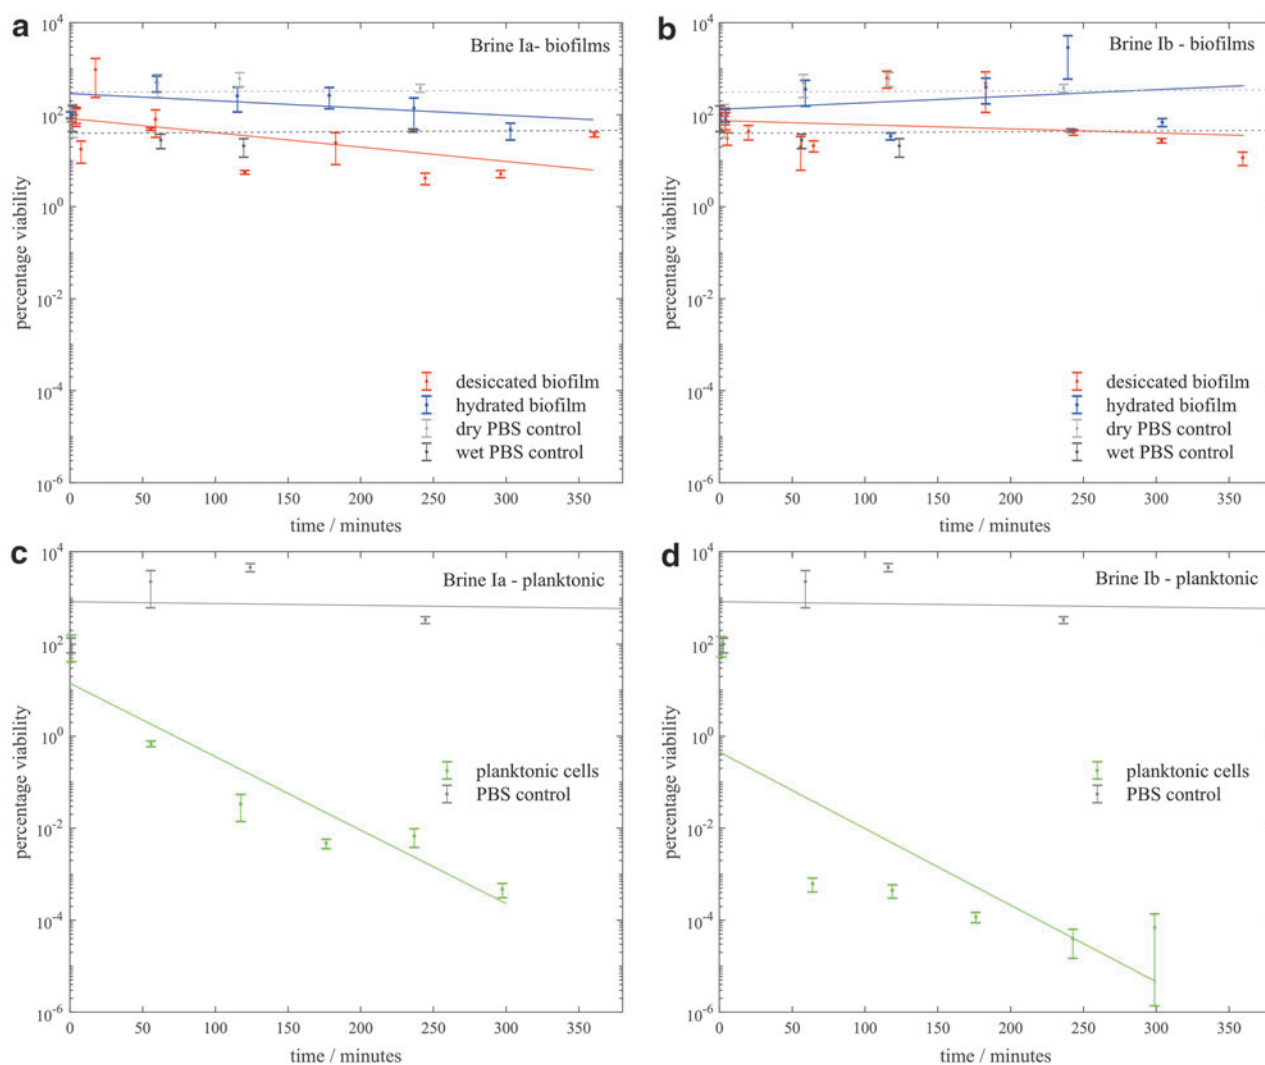 a
Brine Ia- biofilms
percentage viability
10^4
10^2
10^0
10^-2
10^-4
10^-6
0 50 100 150 200 250 300 350
time / minutes
desiccated biofilm
hydrated biofilm
dry PBS control
wet PBS control
b
Brine Ib - biofilms
percentage viability
10^4
10^2
10^0
10^-2
10^-4
10^-6
0 50 100 150 200 250 300 350
time / minutes
desiccated biofilm
hydrated biofilm
dry PBS control
wet PBS control
c
Brine Ia - planktonic
percentage viability
10^4
10^2
10^0
10^-2
10^-4
10^-6
0 50 100 150 200 250 300 350
time / minutes
planktonic cells
PBS control
d
Brine Ib - planktonic
percentage viability
10^4
10^2
10^0
10^-2
10^-4
10^-6
0 50 100 150 200 250 300 350
time / minutes
planktonic cells
PBS control